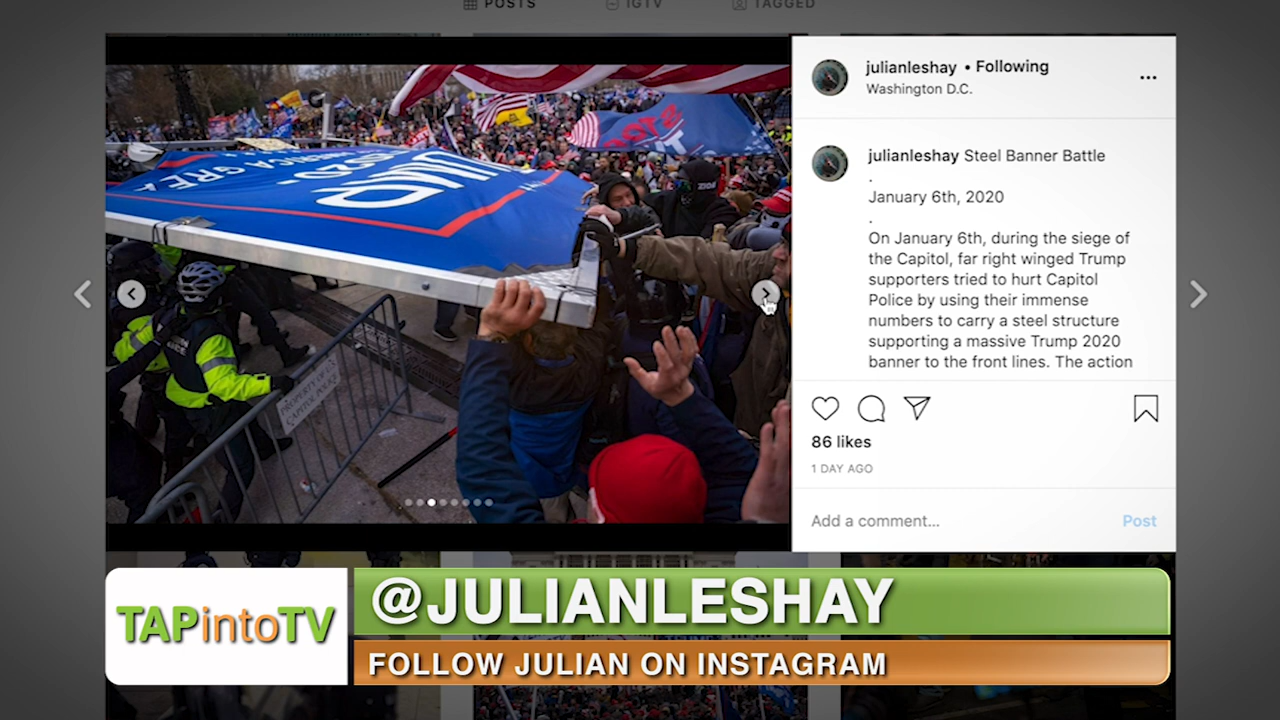 POSTS IGTV TAGGED
julianleshay • Following
Washington D.C.
julianleshay Steel Banner Battle
.
January 6th, 2020
.
On January 6th, during the siege of
the Capitol, far right winged Trump
supporters tried to hurt Capitol
Police by using their immense
numbers to carry a steel structure
supporting a massive Trump 2020
banner to the front lines. The action
86 likes
1 DAY AGO
Add a comment... Post
PROPERTY OF
TAPintoTV
@JULIANLESHAY
FOLLOW JULIAN ON INSTAGRAM